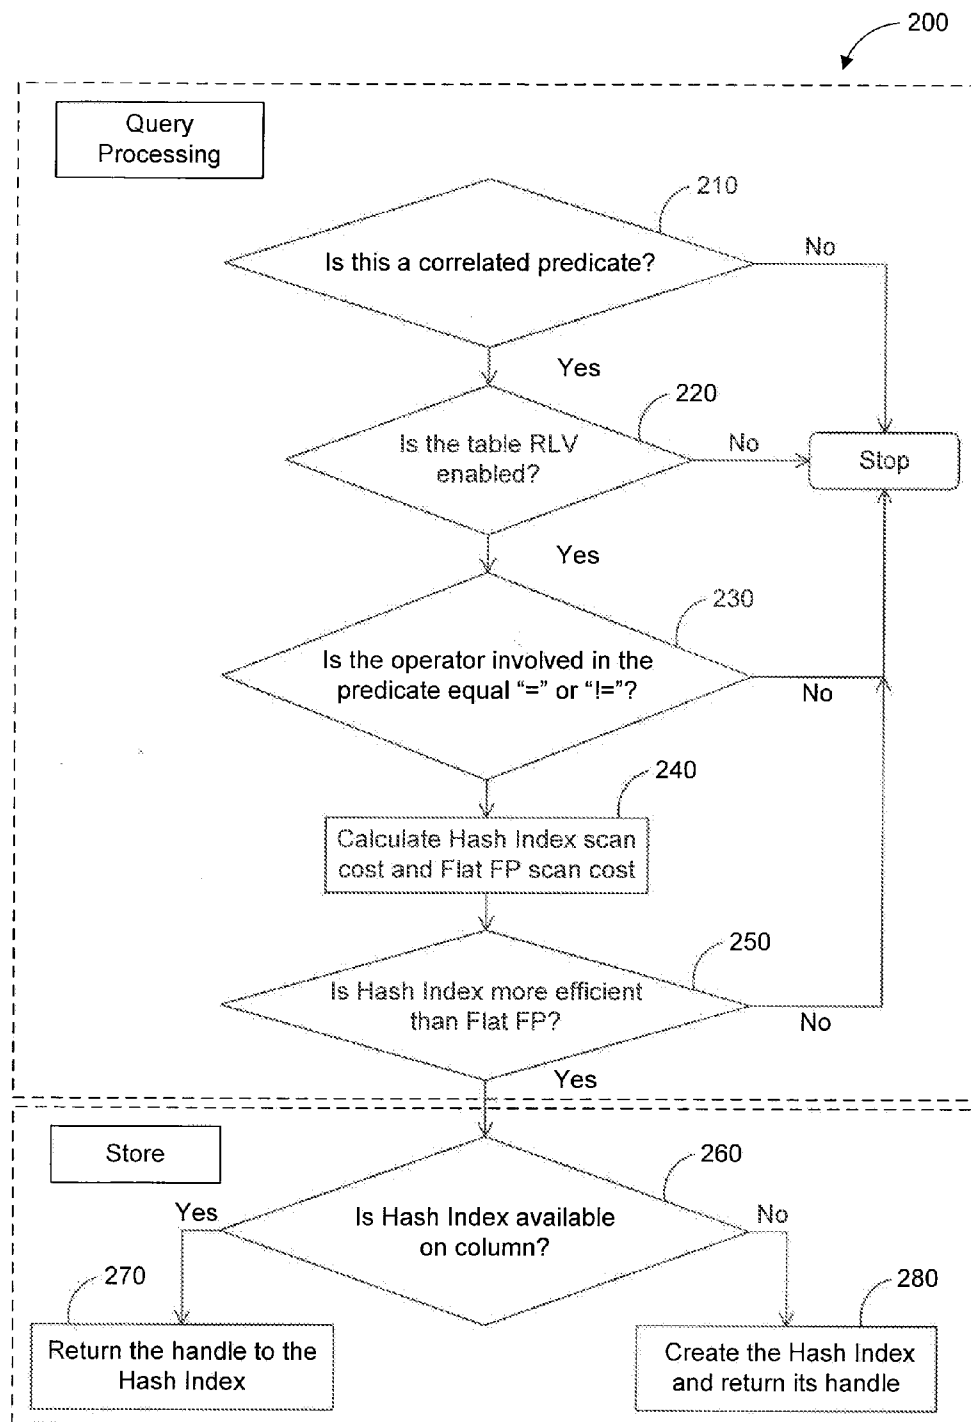 200
Query
Processing
210
Is this a correlated predicate?
No
Yes
220
Is the table RLV
enabled?
No
Stop
Yes
230
Is the operator involved in the
predicate equal “=” or “!=”?
No
240
Calculate Hash Index scan
cost and Flat FP scan cost
250
Is Hash Index more efficient
than Flat FP?
No
Yes
Store
260
Yes
Is Hash Index available
on column?
No
270
Return the handle to the
Hash Index
280
Create the Hash Index
and return its handle